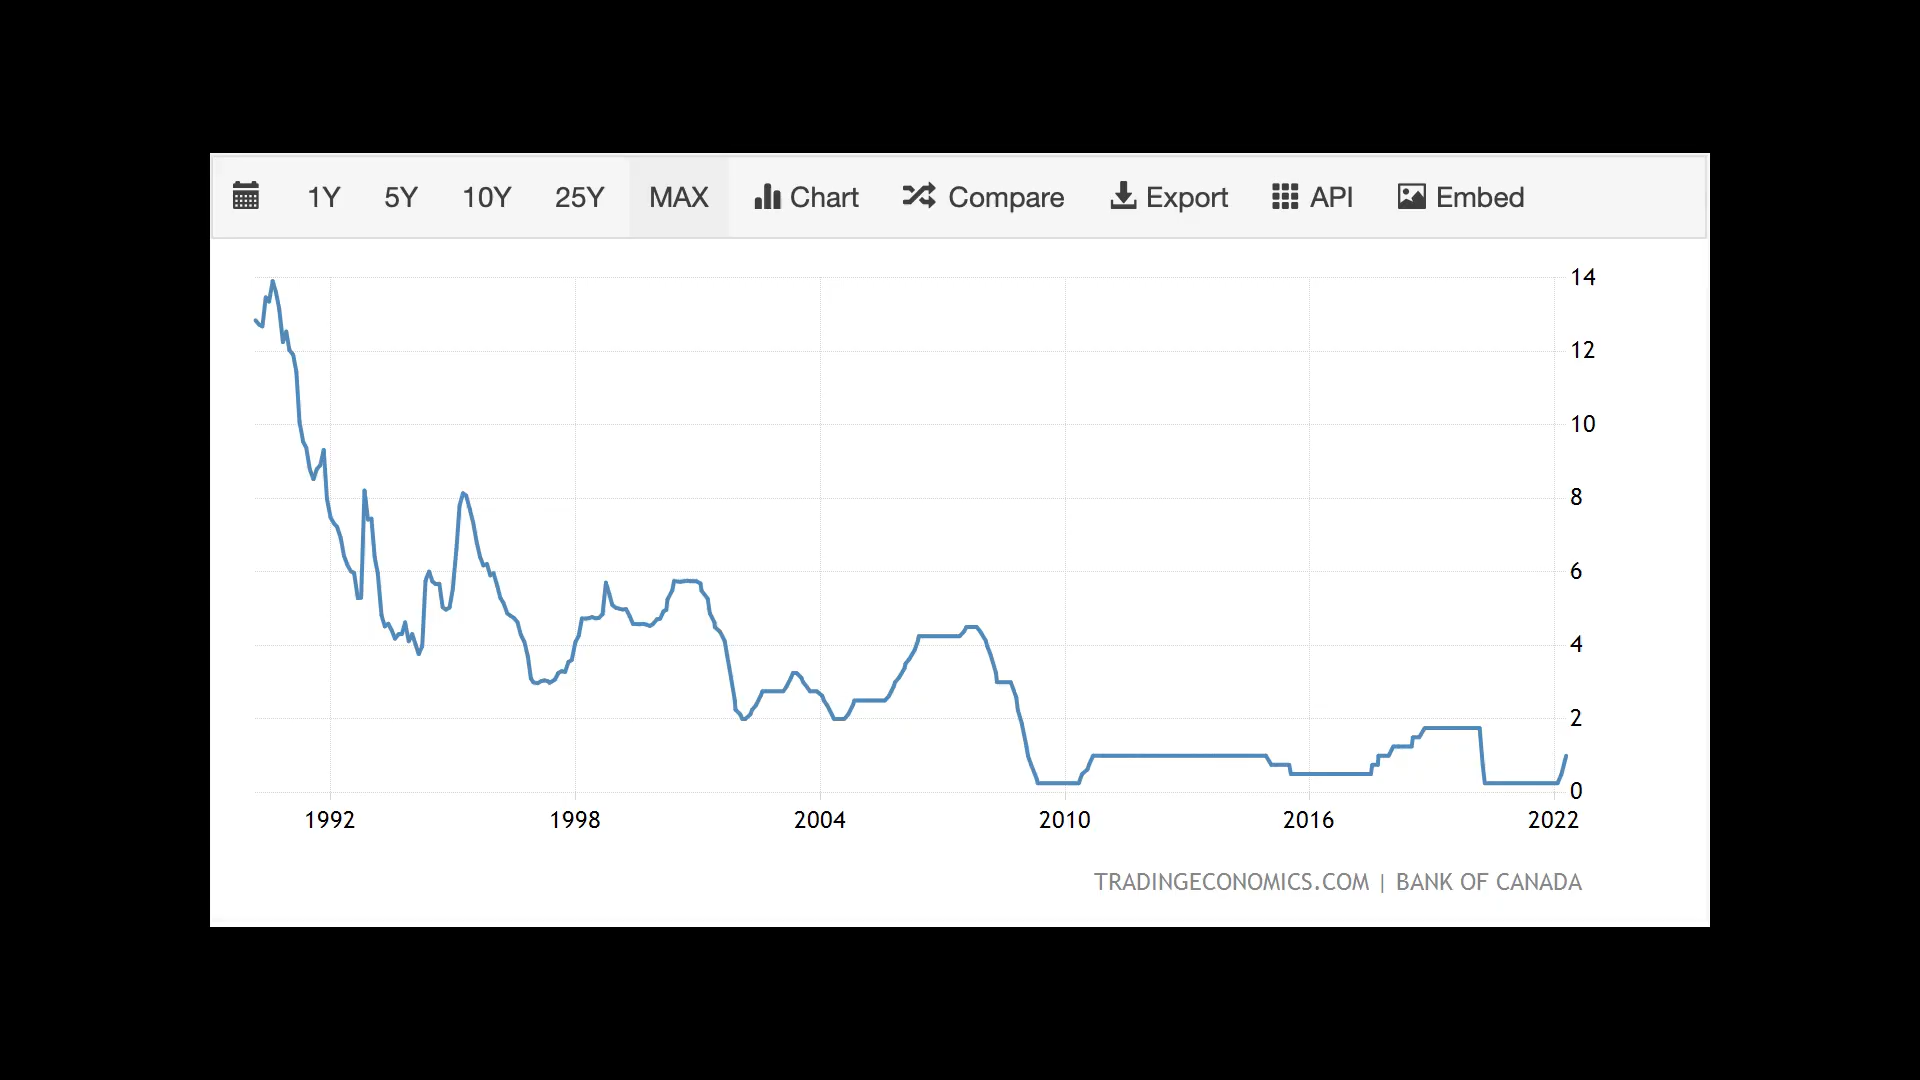 1Y 5Y 10Y 25Y MAX Chart Compare Export API Embed
14
12
10
8
6
4
2
0
1992 1998 2004 2010 2016 2022
TRADINGECONOMICS.COM | BANK OF CANADA